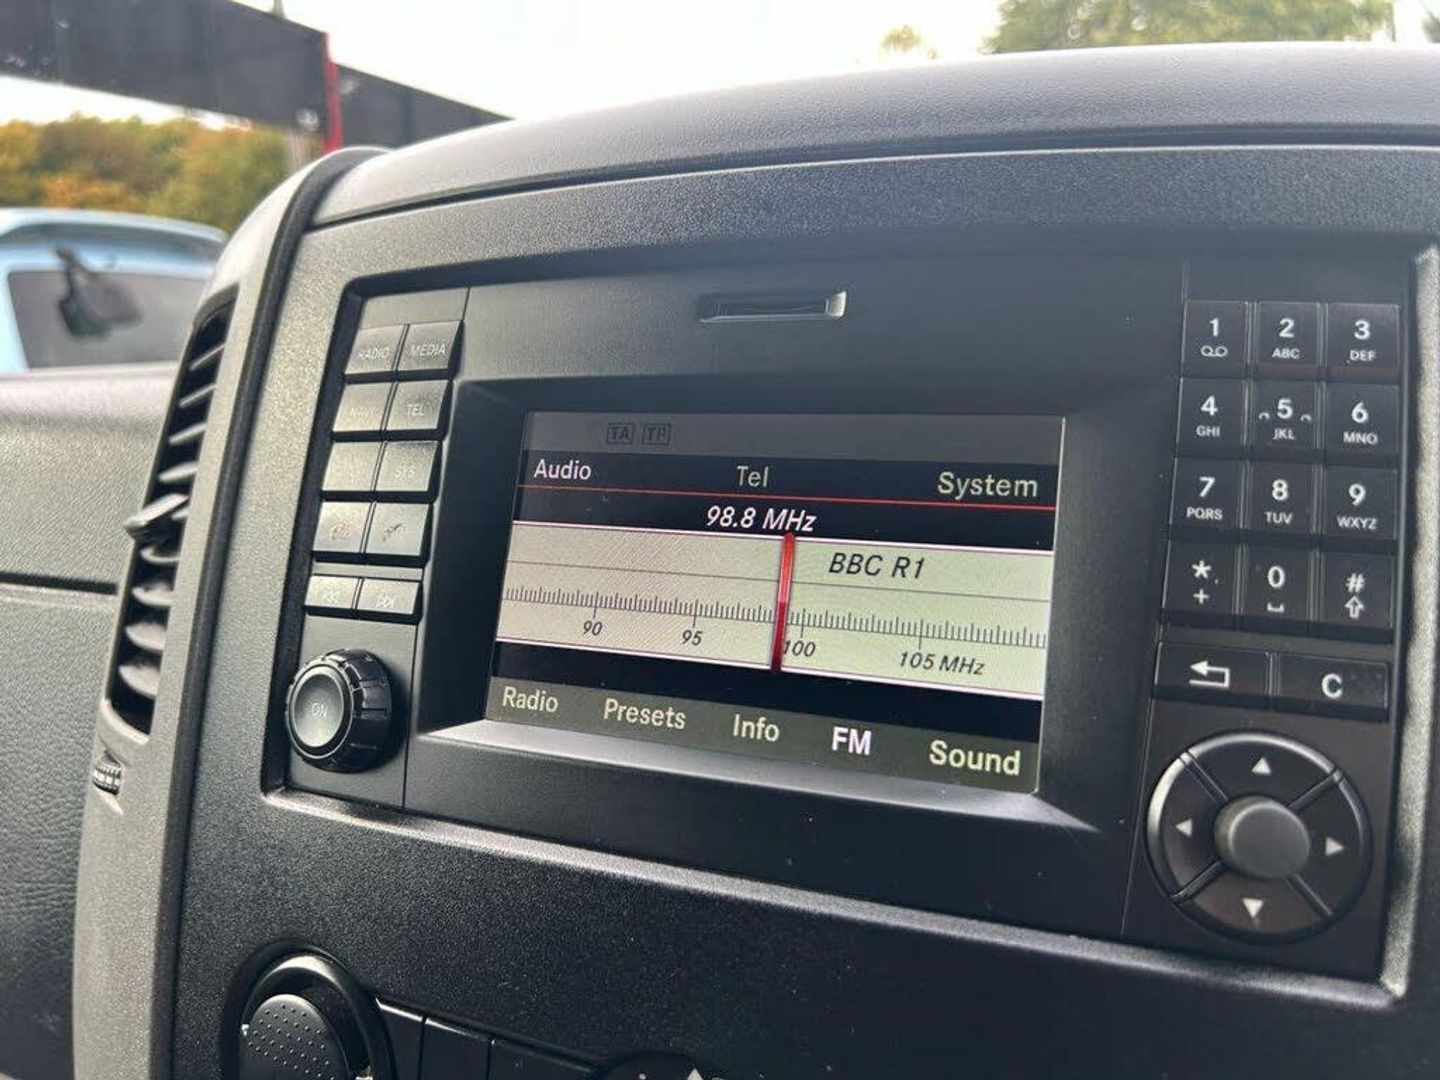 RADIO MEDIA
NAVI TEL
SYS
ON
TA TP
Audio Tel System
98.8 MHz
BBC R1
90 95 100 105 MHz
Radio Presets Info FM Sound
1 2 3
ABC DEF
4 5 6
GHI JKL MNO
7 8 9
PQRS TUV WXYZ
* 0 #
+
C